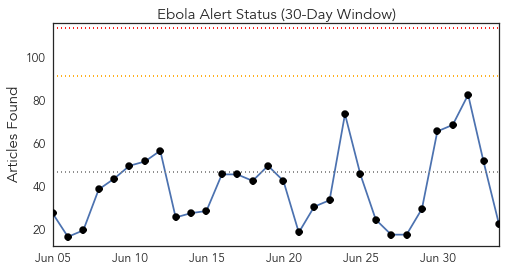 Ebola Alert Status (30-Day Window)
Articles Found
100
80
60
40
20
Jun 05
Jun 10
Jun 15
Jun 20
Jun 25
Jun 30